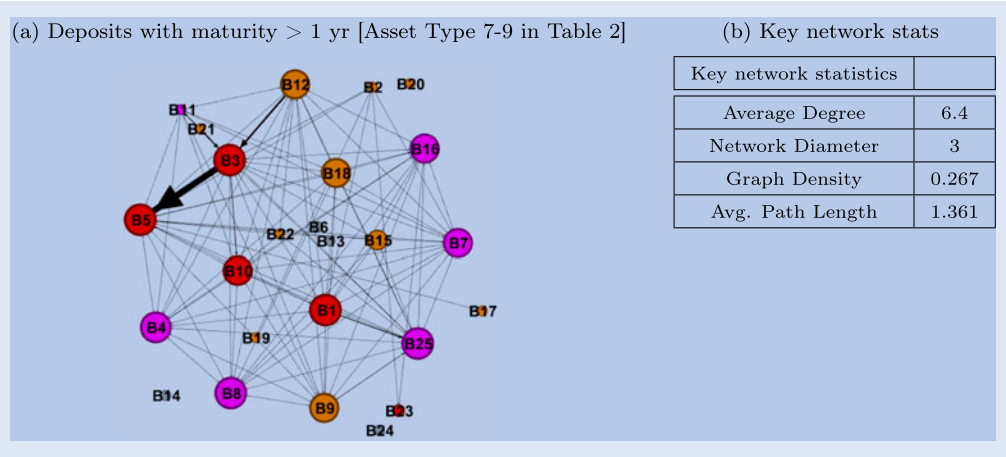 (a) Deposits with maturity > 1 yr [Asset Type 7-9 in Table 2]
(b) Key network stats
B12
B2
B20
B11
B21
B3
B16
B18
B5
B6
B22
B13
B15
B7
B10
B1
B17
B4
B19
B25
B14
B8
B9
B23
B24
Key network statistics
Average Degree 6.4
Network Diameter 3
Graph Density 0.267
Avg. Path Length 1.361